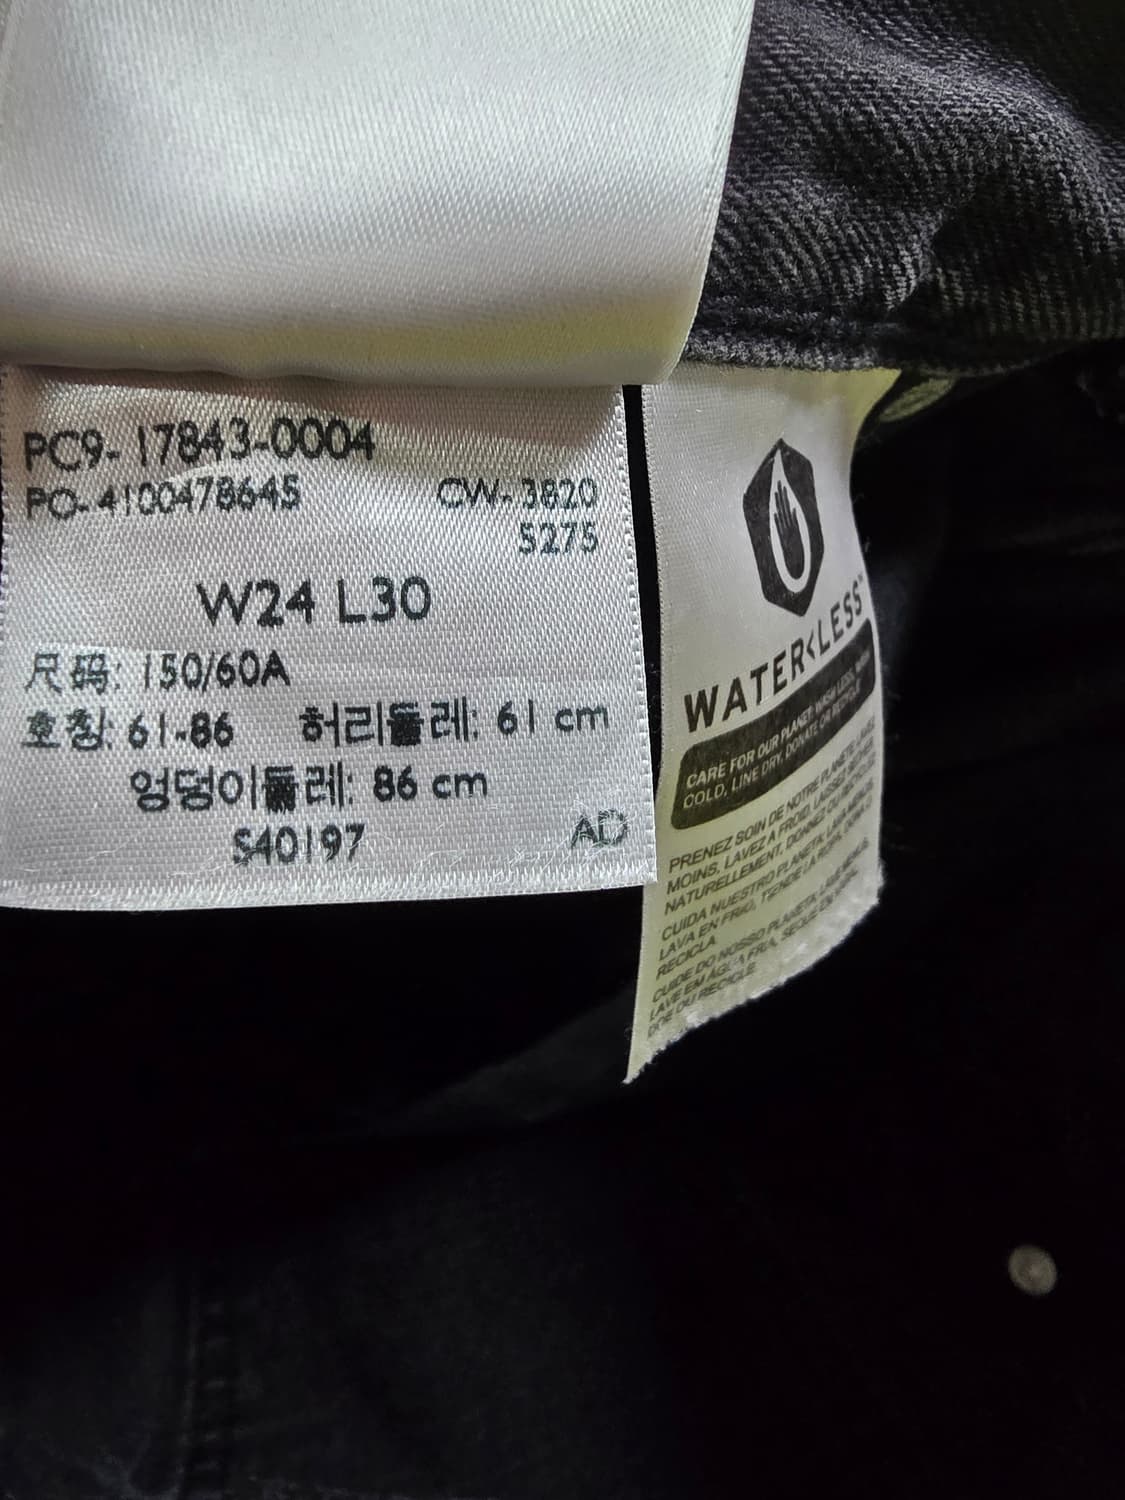 PC9- 17843-0004
PO- 4100478645 CW- 3820
5275
W24 L30
尺码: 150/60A
호칭: 61-86 허리둘레: 61 cm
엉덩이둘레: 86 cm
S40197 AD
WATER<LESS™
CARE FOR OUR PLANET: WASH LESS, WASH
COLD, LINE DRY, DONATE OR RECYCLE.
PRENEZ SOIN DE NOTRE PLANÈTE: LAVEZ
MOINS, LAVEZ À FROID, LAISSEZ SÉCHER
NATURELLEMENT, DONNEZ OU RECYCLEZ.
CUIDA NUESTRO PLANETA: LAVA MENOS,
LAVA EN FRÍO, TIENDE LA ROPA, DONA O
RECICLA.
CUIDE DO NOSSO PLANETA: LAVE MENOS,
LAVE EM ÁGUA FRIA, SEQUE EM
DOE OU RECICLE.